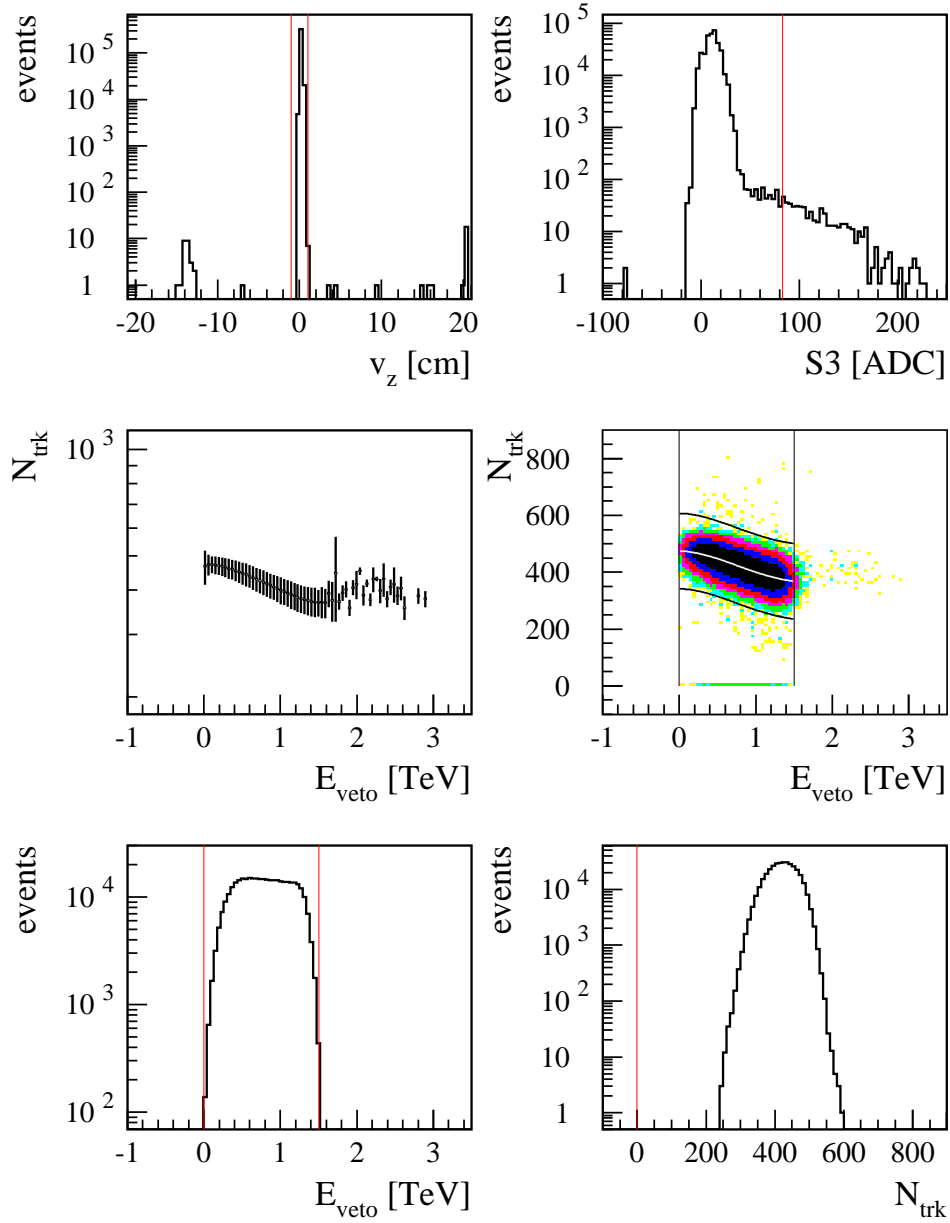 events
10^5
10^4
10^3
10^2
10
1
-20 -10 0 10 20
v_z [cm]
events
10^5
10^4
10^3
10^2
10
1
-100 0 100 200
S3 [ADC]
N_trk
10^3
-1 0 1 2 3
E_veto [TeV]
N_trk
800
600
400
200
0
-1 0 1 2 3
E_veto [TeV]
events
10^4
10^3
10^2
-1 0 1 2 3
E_veto [TeV]
events
10^4
10^3
10^2
10
1
0 200 400 600 800
N_trk